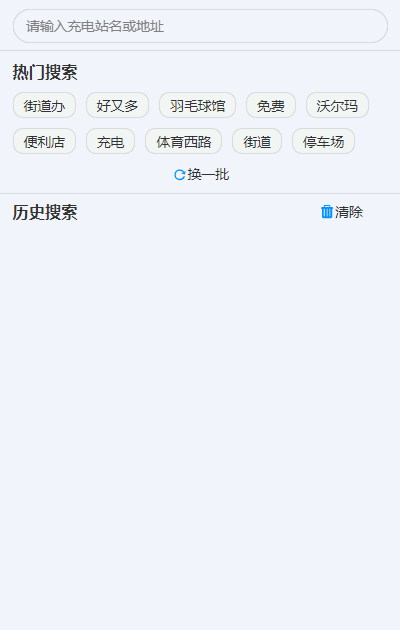 请输入充电站名或地址
热门搜索
街道办 好又多 羽毛球馆 免费 沃尔玛
便利店 充电 体育西路 街道 停车场
换一批
历史搜索 清除